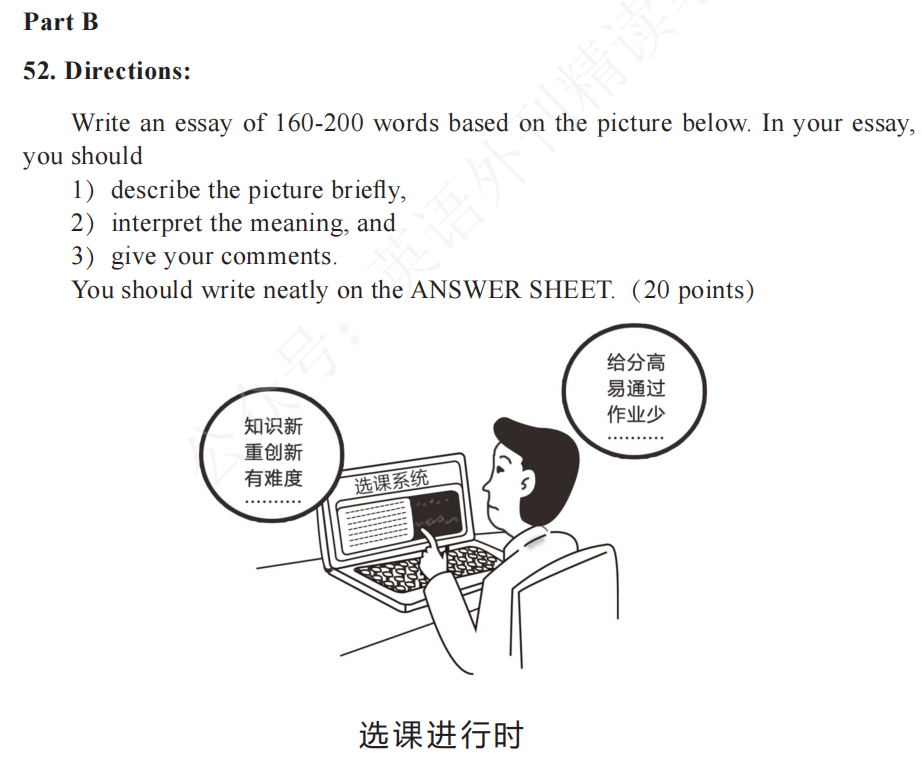 Part B
52. Directions:
Write an essay of 160-200 words based on the picture below. In your essay,
you should
1) describe the picture briefly,
2) interpret the meaning, and
3) give your comments.
You should write neatly on the ANSWER SHEET.（20 points）
给分高
易通过
作业少
..........
知识新
重创新
有难度
..........
选课系统
选课进行时
公众号：英语外刊精读